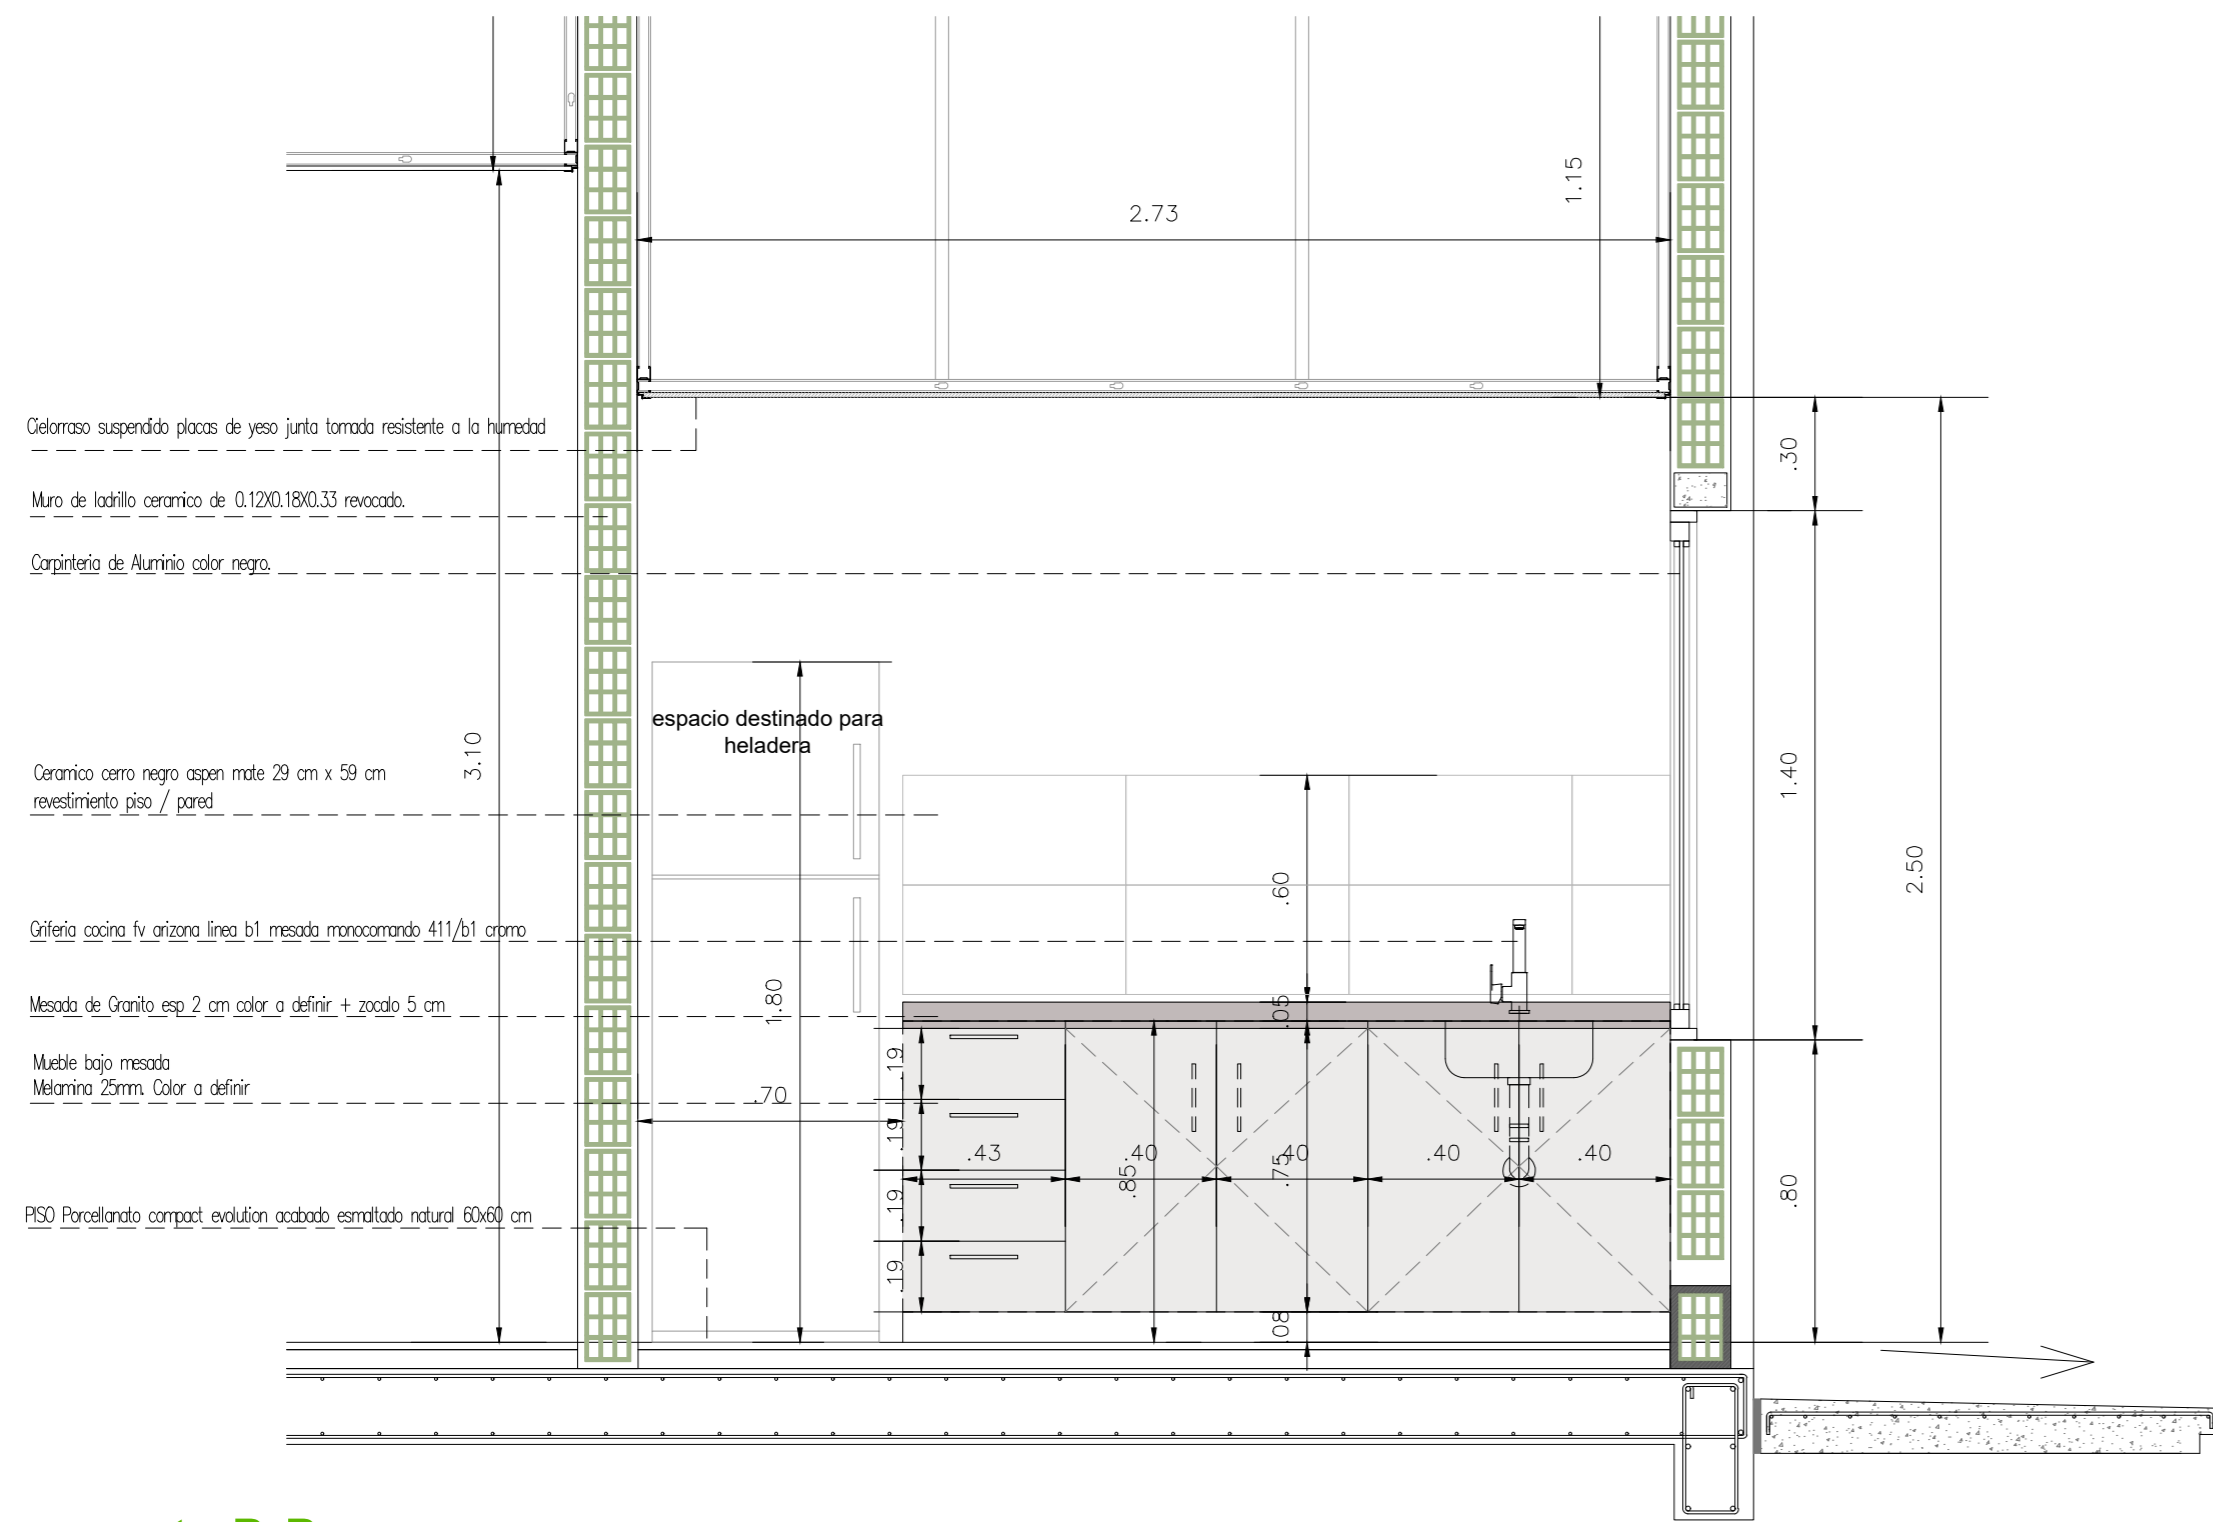 1.15
2.73
Cielorraso suspendido placas de yeso junta tomada resistente a la humedad
.30
Muro de ladrillo ceramico de 0.12X0.18X0.33 revocado.
Carpinteria de Aluminio color negro.
espacio destinado para
heladera
3.10
Ceramico cerro negro aspen mate 29 cm x 59 cm
revestimiento piso / pared
1.40
2.50
.60
Griferia cocina fv arizona linea b1 mesada monocomando 411/b1 cromo
1.80
Mesada de Granito esp 2 cm color a definir + zocalo 5 cm
.05
Mueble bajo mesada
Melamina 25mm. Color a definir
.19
.70
.19
.43
.40
.85
.40
.75
.40
.40
.19
.80
PISO Porcellanato compact evolution acabado esmaltado natural 60x60 cm
.19
.08